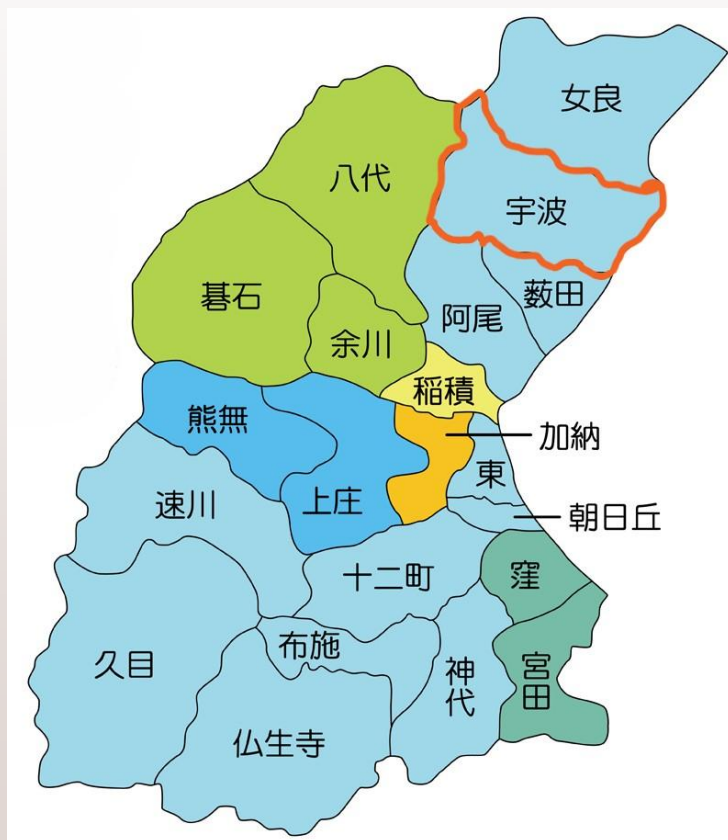 女良
八代
宇波
碁石
薮田
阿尾
余川
稲積
熊無
加納
東
速川
上庄
朝日丘
十二町
窪
布施
久目
神代
宮田
仏生寺